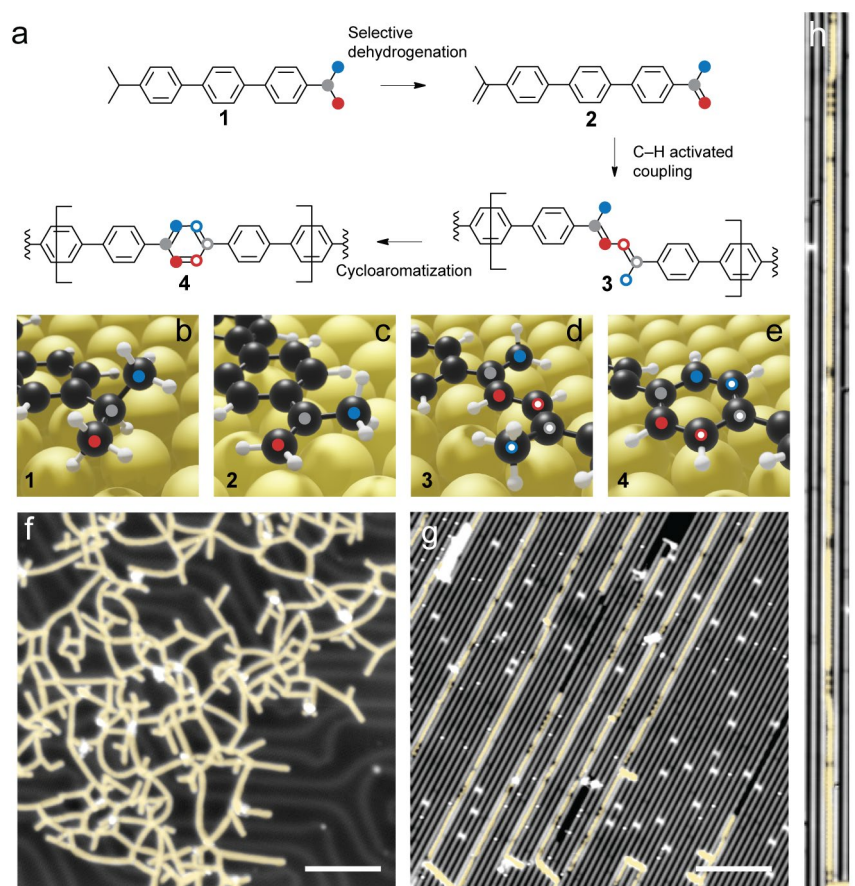 a
Selective
dehydrogenation
1
2
C–H activated
coupling
Cycloaromatization
4
3
b
c
d
e
1
2
3
4
f
g
h